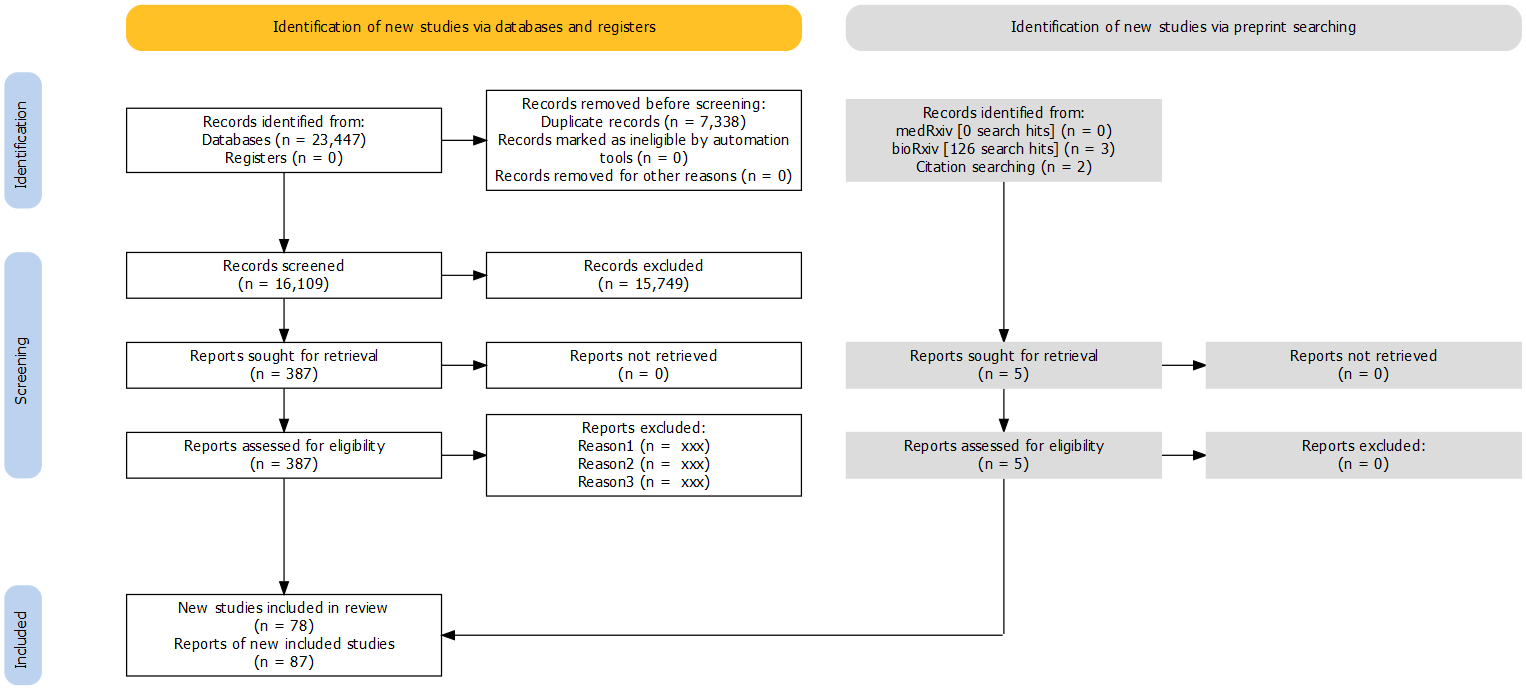 Identification of new studies via databases and registers
Identification of new studies via preprint searching
Identification
Records identified from:
Databases (n = 23,447)
Registers (n = 0)
Records removed before screening:
Duplicate records (n = 7,338)
Records marked as ineligible by automation
tools (n = 0)
Records removed for other reasons (n = 0)
Records identified from:
medRxiv [0 search hits] (n = 0)
bioRxiv [126 search hits] (n = 3)
Citation searching (n = 2)
Screening
Records screened
(n = 16,109)
Records excluded
(n = 15,749)
Reports sought for retrieval
(n = 387)
Reports not retrieved
(n = 0)
Reports sought for retrieval
(n = 5)
Reports not retrieved
(n = 0)
Reports assessed for eligibility
(n = 387)
Reports excluded:
Reason1 (n =  xxx)
Reason2 (n =  xxx)
Reason3 (n =  xxx)
Reports assessed for eligibility
(n = 5)
Reports excluded:
(n = 0)
Included
New studies included in review
(n = 78)
Reports of new included studies
(n = 87)